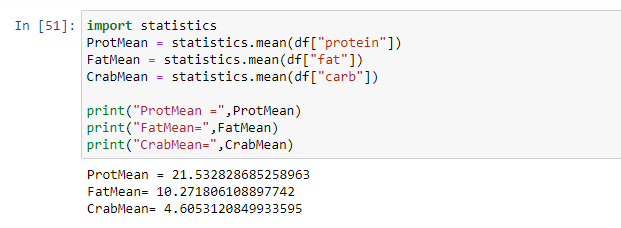 In [51]: import statistics
ProtMean = statistics.mean(df["protein"])
FatMean = statistics.mean(df["fat"])
CrabMean = statistics.mean(df["carb"])
print("ProtMean =",ProtMean)
print("FatMean=",FatMean)
print("CrabMean=",CrabMean)
ProtMean = 21.532828685258963
FatMean= 10.271806108897742
CrabMean= 4.6053120849933595